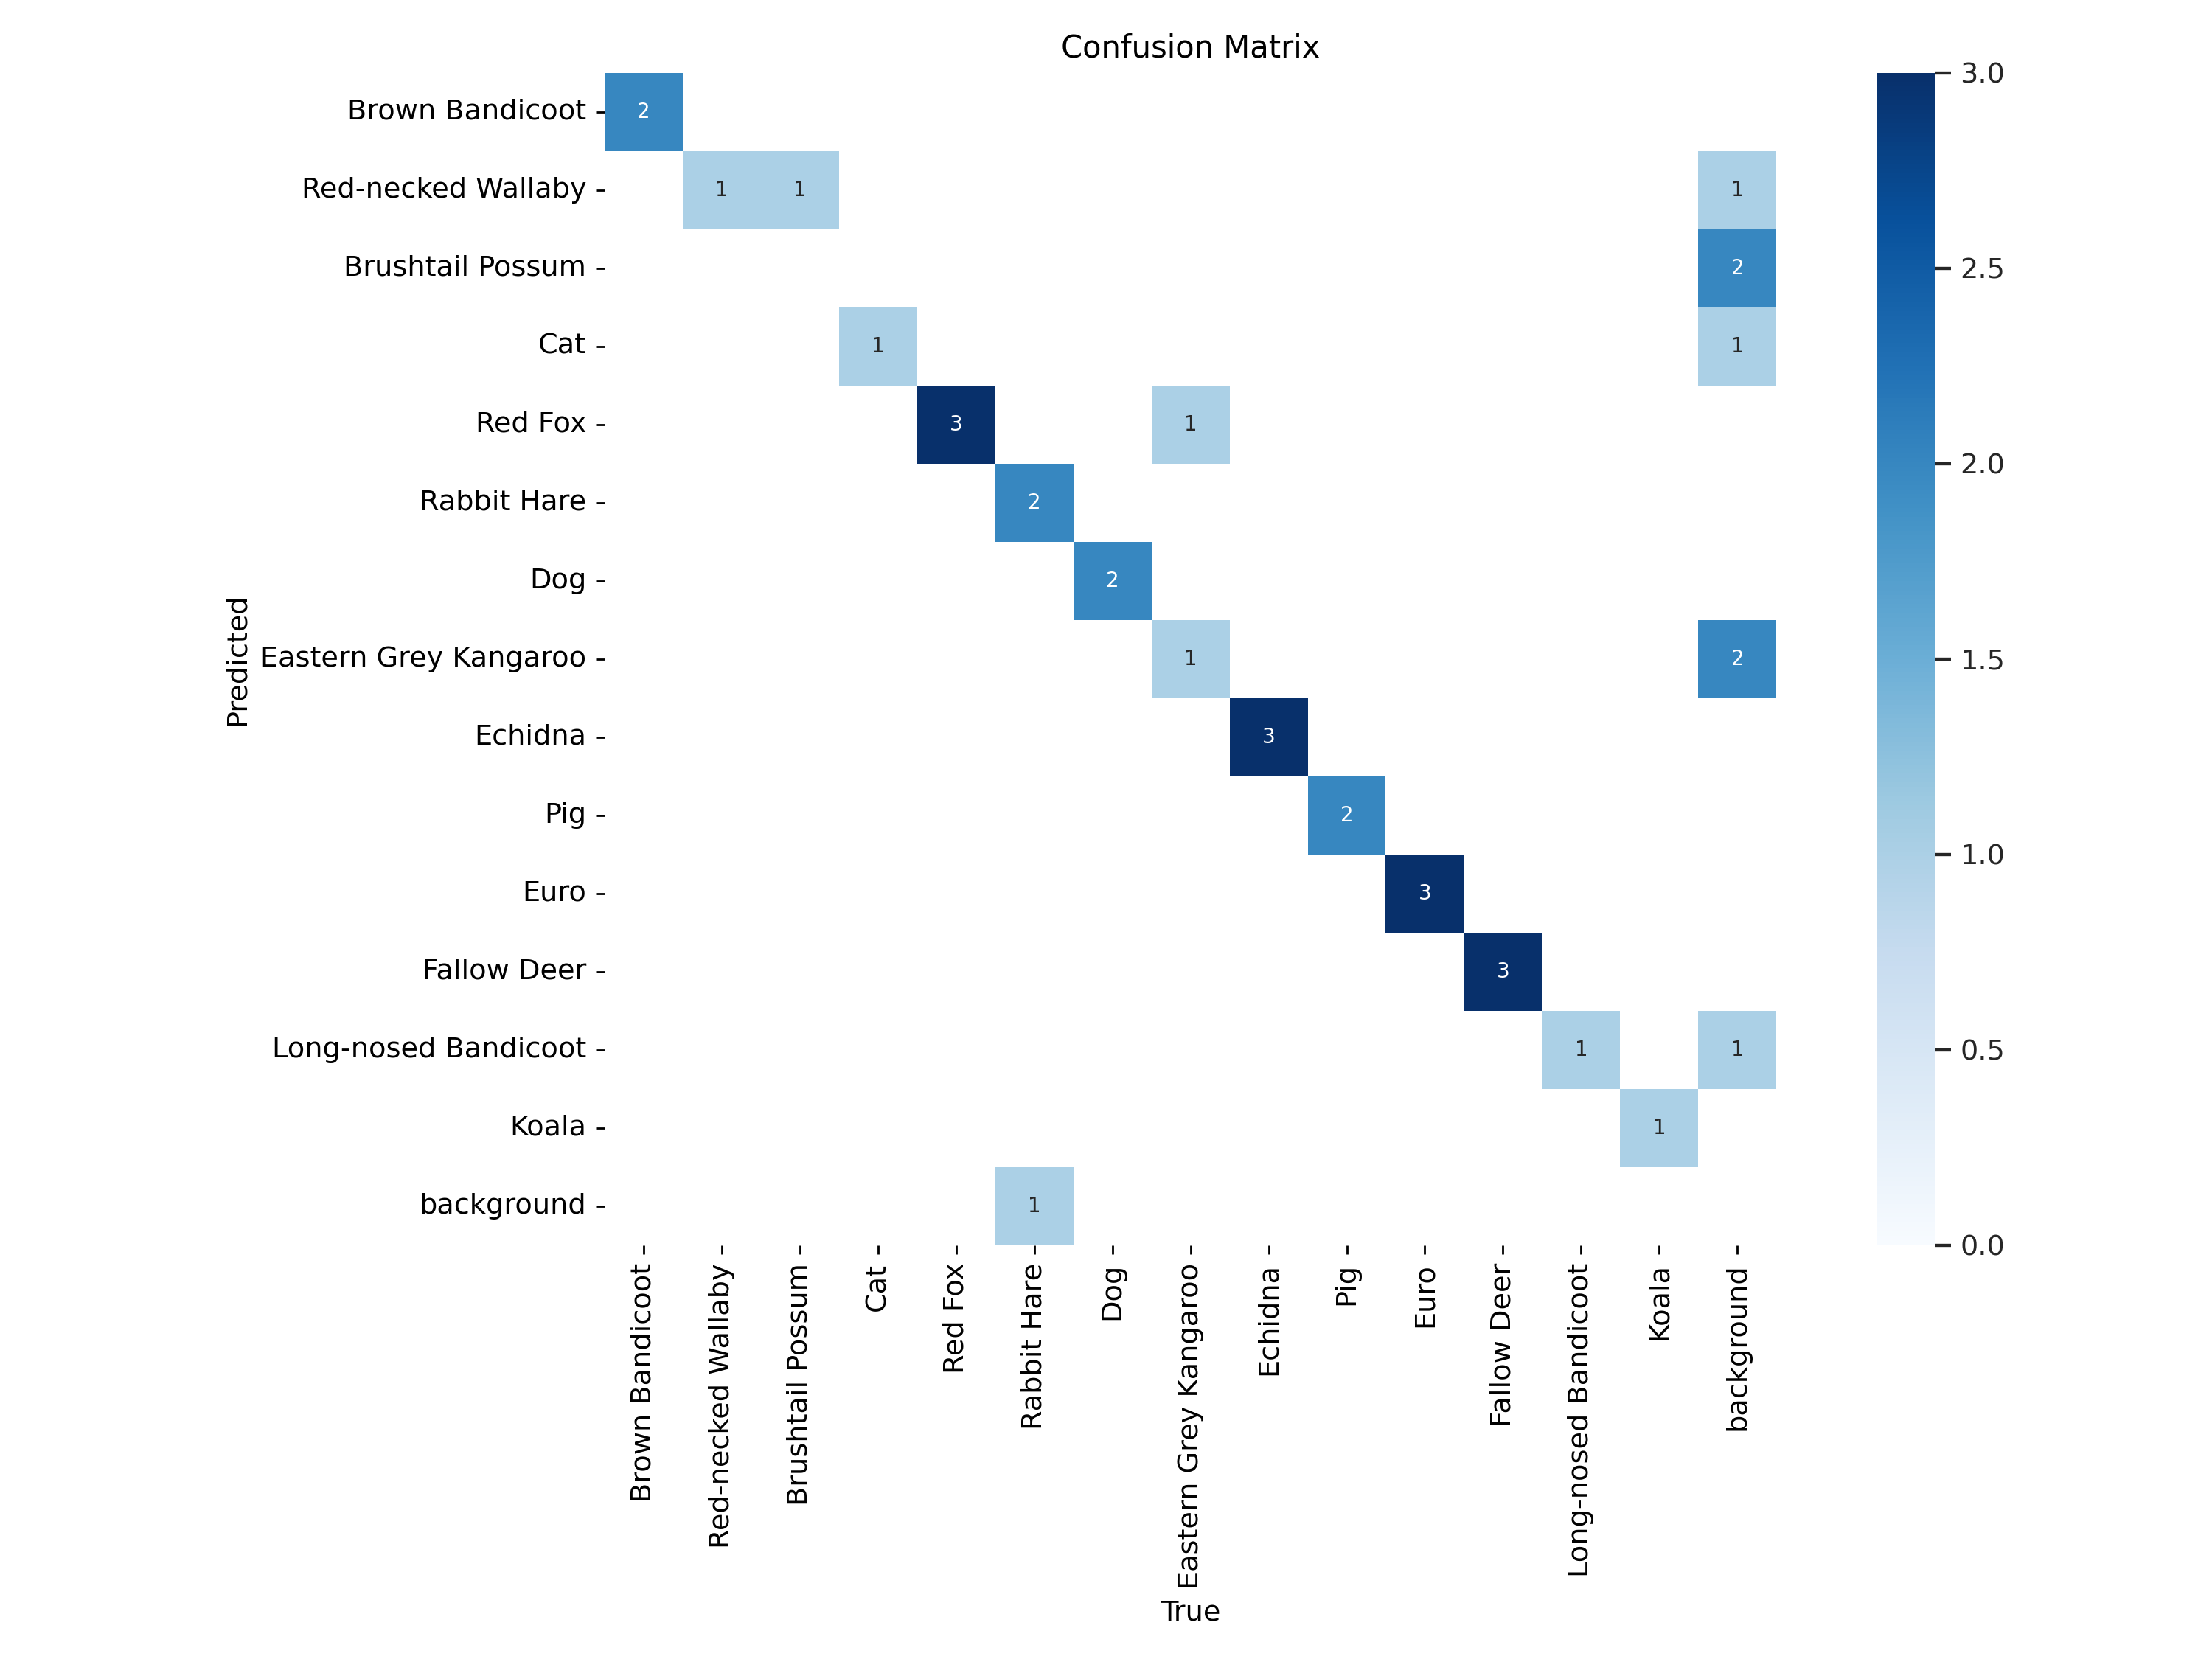 Confusion Matrix
Brown Bandicoot 2
Red-necked Wallaby 1 1 1
Brushtail Possum 2
Cat 1 1
Red Fox 3 1
Rabbit Hare 2
Dog 2
Eastern Grey Kangaroo 1 2
Echidna 3
Pig 2
Euro 3
Fallow Deer 3
Long-nosed Bandicoot 1 1
Koala 1
background 1
Predicted
Brown Bandicoot
Red-necked Wallaby
Brushtail Possum
Cat
Red Fox
Rabbit Hare
Dog
Eastern Grey Kangaroo
Echidna
Pig
Euro
Fallow Deer
Long-nosed Bandicoot
Koala
background
True
3.0
2.5
2.0
1.5
1.0
0.5
0.0